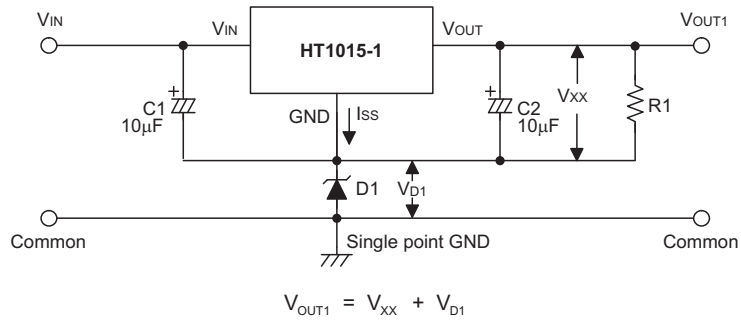 VIN
VIN
HT1015-1
VOUT
VOUT1
C1
10μF
GND
ISS
C2
10μF
VXX
R1
D1
VD1
Common
Single point GND
Common
VOUT1 = VXX + VD1